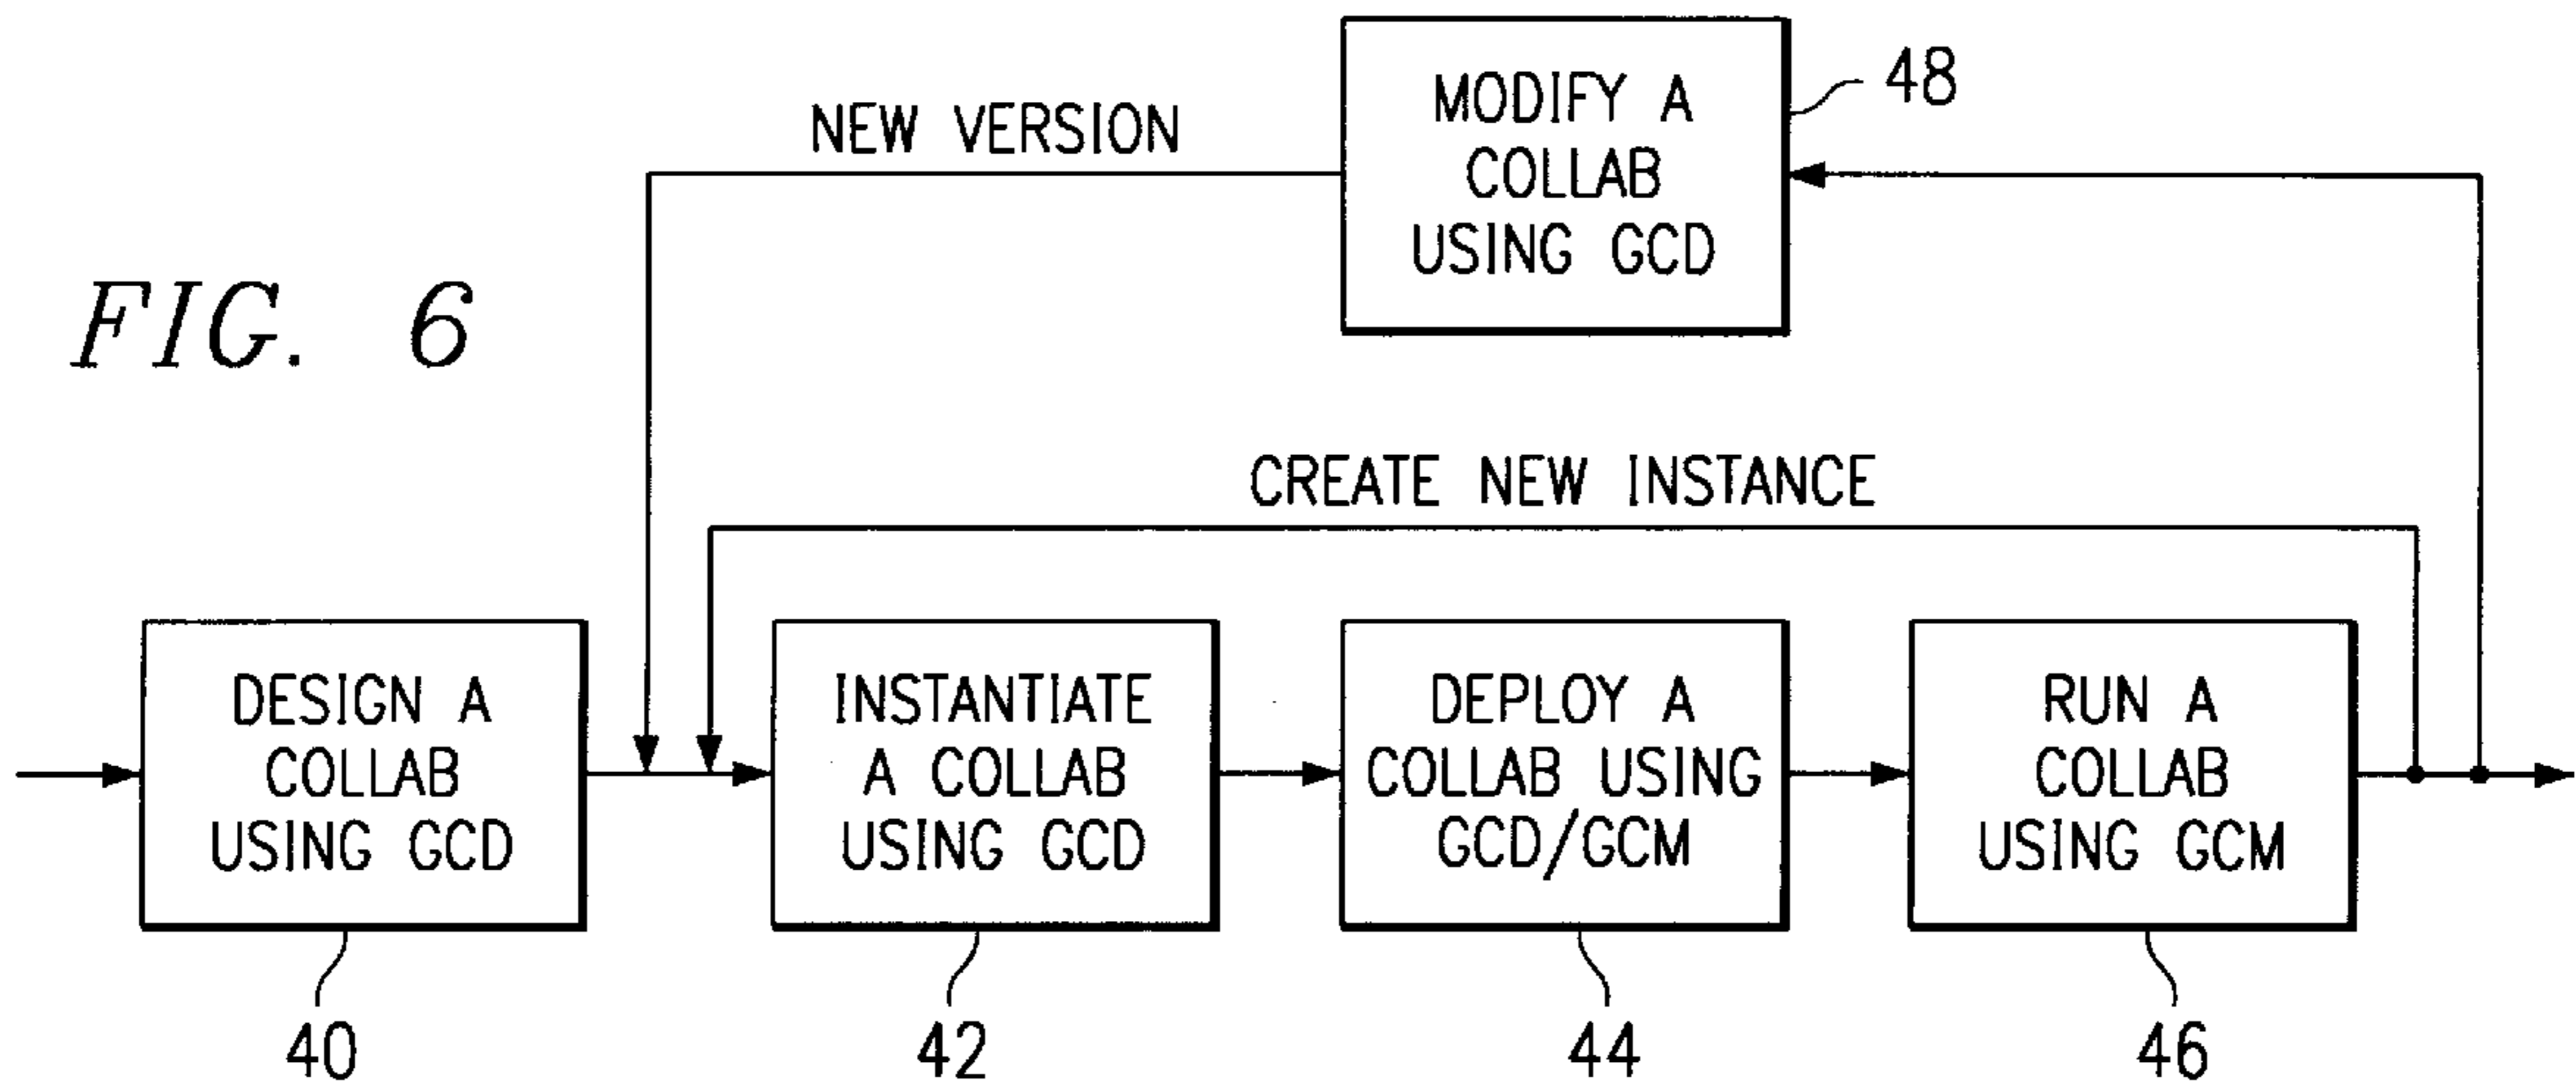 MODIFY A
COLLAB
USING GCD
48
NEW VERSION
FIG. 6
CREATE NEW INSTANCE
DESIGN A
COLLAB
USING GCD
INSTANTIATE
A COLLAB
USING GCD
DEPLOY A
COLLAB USING
GCD/GCM
RUN A
COLLAB
USING GCM
40
42
44
46